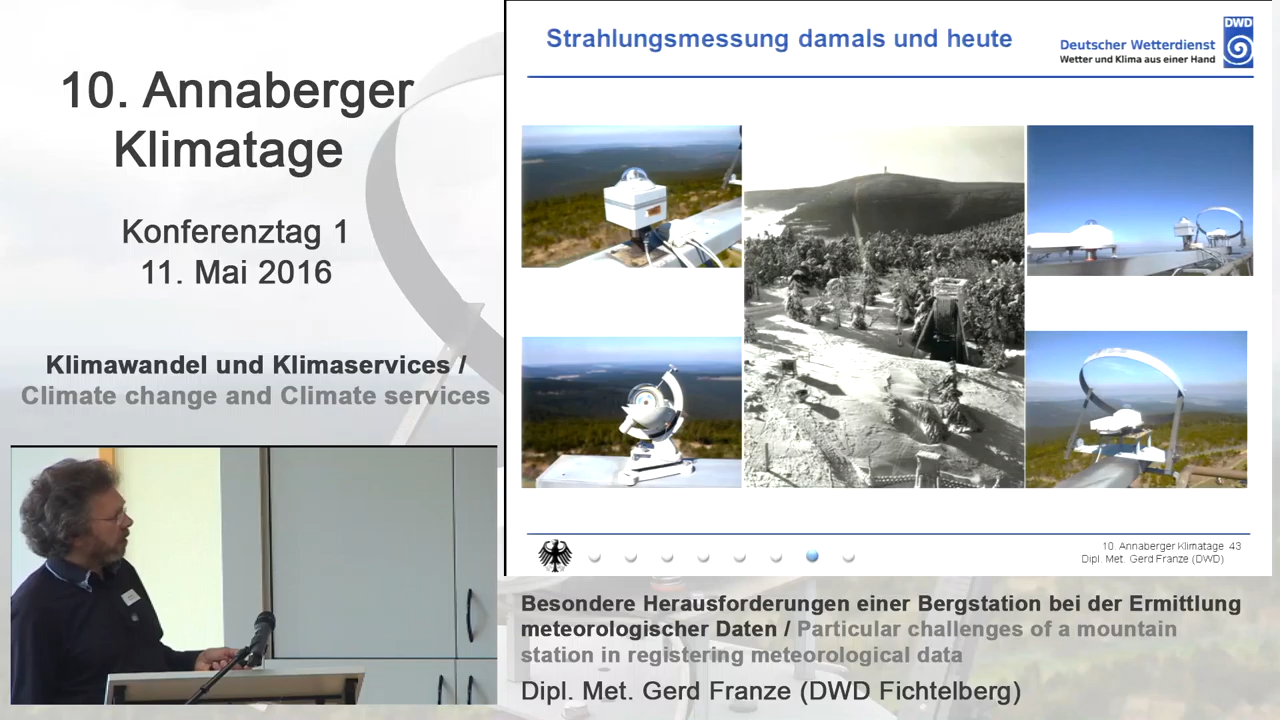 10. Annaberger
Klimatage
Konferenztag 1
11. Mai 2016
Klimawandel und Klimaservices /
Climate change and Climate services
Strahlungsmessung damals und heute
DWD
Deutscher Wetterdienst
Wetter und Klima aus einer Hand
10. Annaberger Klimatage 43
Dipl. Met. Gerd Franze (DWD)
Besondere Herausforderungen einer Bergstation bei der Ermittlung
meteorologischer Daten / Particular challenges of a mountain
station in registering meteorological data
Dipl. Met. Gerd Franze (DWD Fichtelberg)